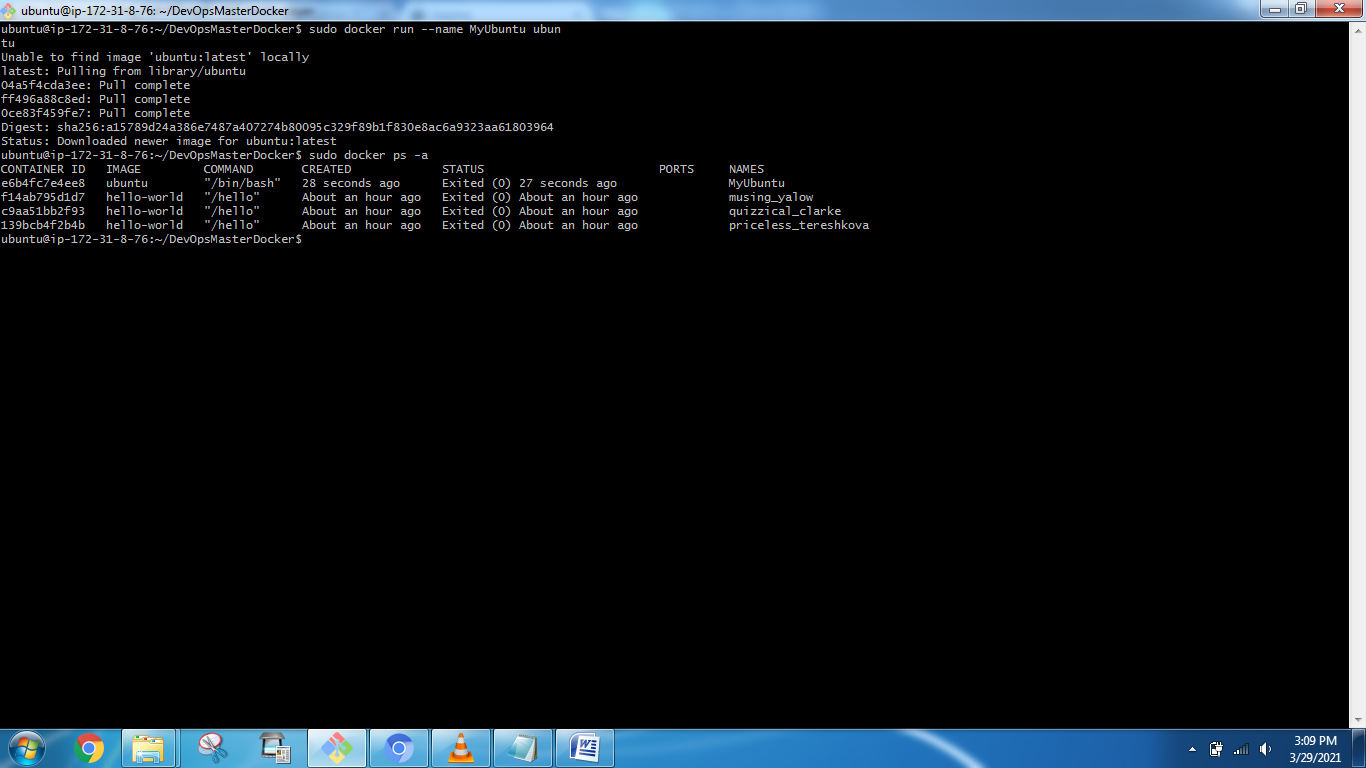 ubuntu@ip-172-31-8-76: ~/DevOpsMasterDocker
ubuntu@ip-172-31-8-76:~/DevOpsMasterDocker$ sudo docker run --name MyUbuntu ubun
tu
Unable to find image 'ubuntu:latest' locally
latest: Pulling from library/ubuntu
04a5f4cda3ee: Pull complete
ff496a88c8ed: Pull complete
0ce83f459fe7: Pull complete
Digest: sha256:a15789d24a386e7487a407274b80095c329f89b1f830e8ac6a9323aa61803964
Status: Downloaded newer image for ubuntu:latest
ubuntu@ip-172-31-8-76:~/DevOpsMasterDocker$ sudo docker ps -a
CONTAINER ID   IMAGE         COMMAND       CREATED             STATUS                         PORTS     NAMES
e6b4fc7e4ee8   ubuntu        "/bin/bash"   28 seconds ago      Exited (0) 27 seconds ago                MyUbuntu
f14ab795d1d7   hello-world   "/hello"      About an hour ago   Exited (0) About an hour ago             musing_yalow
c9aa51bb2f93   hello-world   "/hello"      About an hour ago   Exited (0) About an hour ago             quizzical_clarke
139bcb4f2b4b   hello-world   "/hello"      About an hour ago   Exited (0) About an hour ago             priceless_tereshkova
ubuntu@ip-172-31-8-76:~/DevOpsMasterDocker$
3:09 PM
3/29/2021